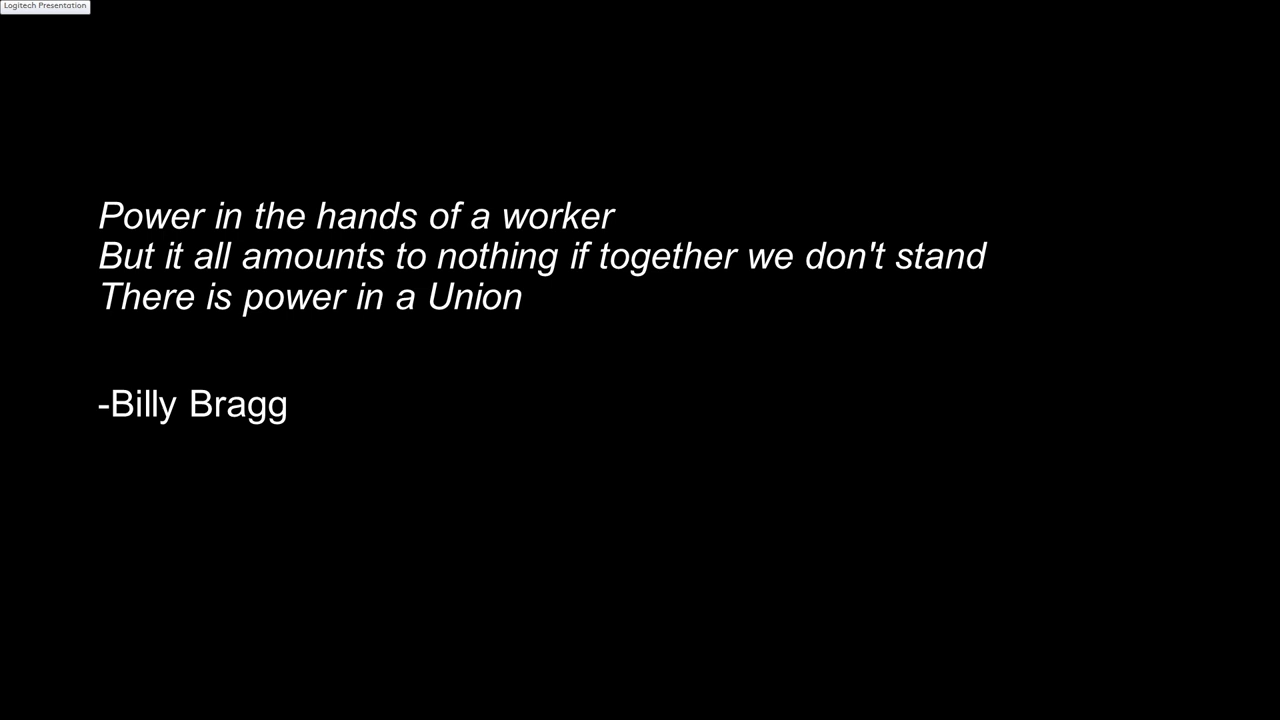 Logitech Presentation
Power in the hands of a worker
But it all amounts to nothing if together we don't stand
There is power in a Union
-Billy Bragg